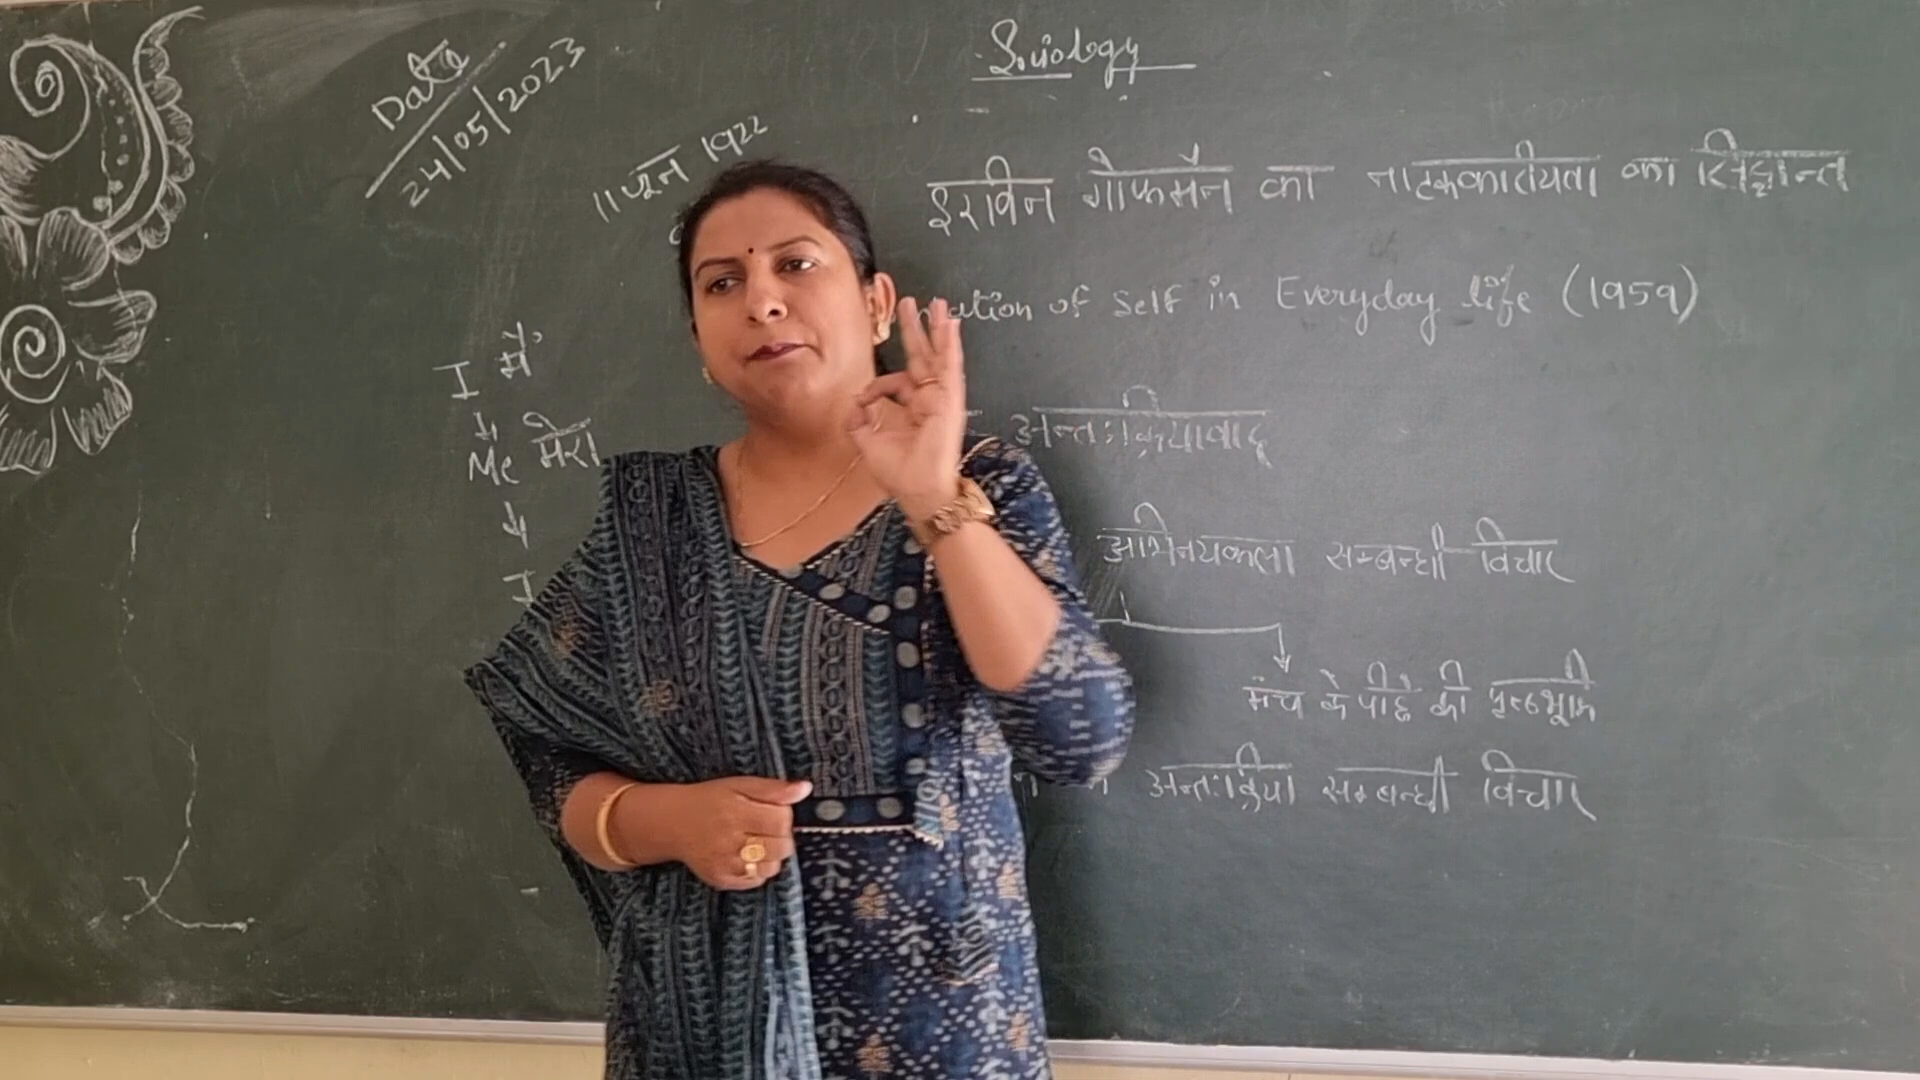 Sociology
Date
24/05/2023
11 जून 1922
इरविन गोफमैन का नाटककारीयता का सिद्धान्त
of Self in Everyday life (1959)
I मैं
Me मेरा
I
अन्तःक्रियावाद
अभिनयकला सम्बन्धी विचार
मंच के पीछे की पृष्ठभूमि
अन्तःक्रिया सम्बन्धी विचार